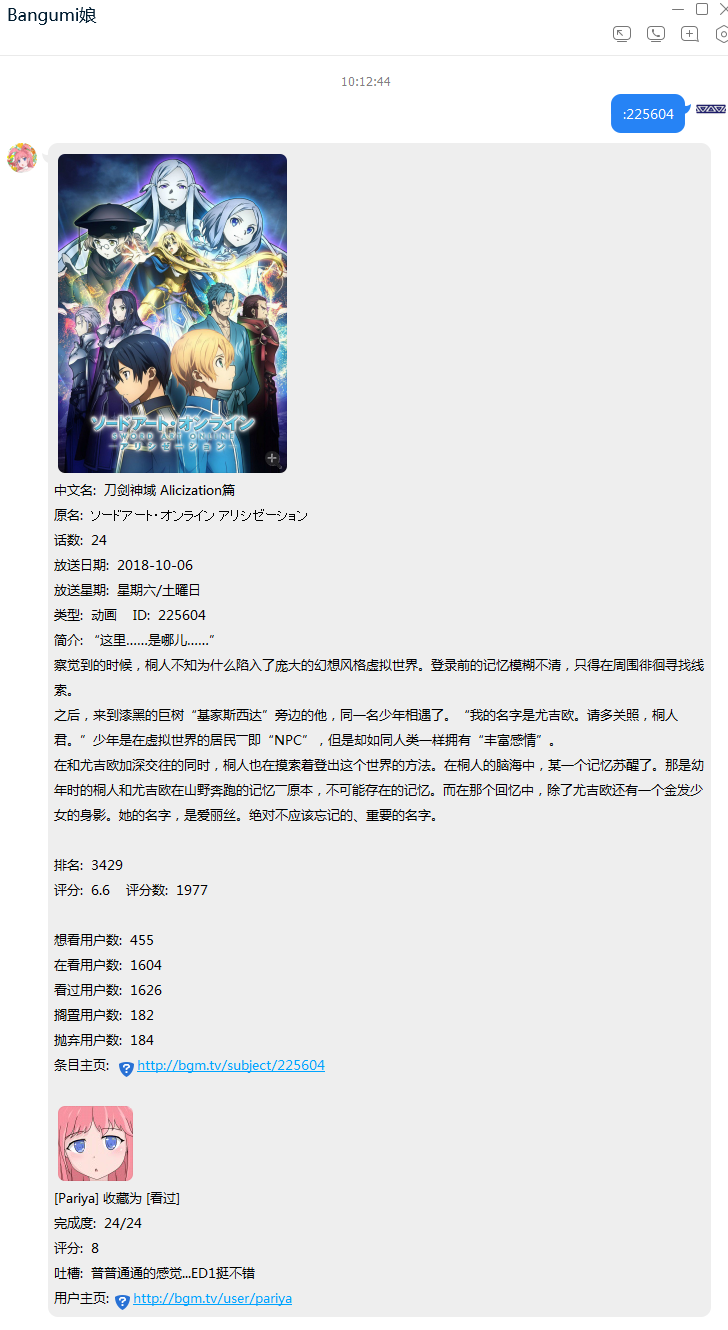 Bangumi娘
10:12:44
:225604
ソードアート・オンライン
SWORD ART ONLINE
アリシゼーション
中文名: 刀剑神域 Alicization篇
原名: ソードアート・オンライン アリシゼーション
话数: 24
放送日期: 2018-10-06
放送星期: 星期六/土曜日
类型: 动画 ID: 225604
简介: “这里……是哪儿……”
察觉到的时候，桐人不知为什么陷入了庞大的幻想风格虚拟世界。登录前的记忆模糊不清，只得在周围徘徊寻找线
索。
之后，来到漆黑的巨树“基家斯西达”旁边的他，同一名少年相遇了。“我的名字是尤吉欧。请多关照，桐人
君。”少年是在虚拟世界的居民——即“NPC”，但是却如同人类一样拥有“丰富感情”。
在和尤吉欧加深交往的同时，桐人也在摸索着登出这个世界的方法。在桐人的脑海中，某一个记忆苏醒了。那是幼
年时的桐人和尤吉欧在山野奔跑的记忆——原本，不可能存在的记忆。而在那个回忆中，除了尤吉欧还有一个金发少
女的身影。她的名字，是爱丽丝。绝对不应该忘记的、重要的名字。
排名: 3429
评分: 6.6 评分数: 1977
想看用户数: 455
在看用户数: 1604
看过用户数: 1626
搁置用户数: 182
抛弃用户数: 184
条目主页: http://bgm.tv/subject/225604
[Pariya] 收藏为 [看过]
完成度: 24/24
评分: 8
吐槽: 普普通通的感觉...ED1挺不错
用户主页: http://bgm.tv/user/pariya